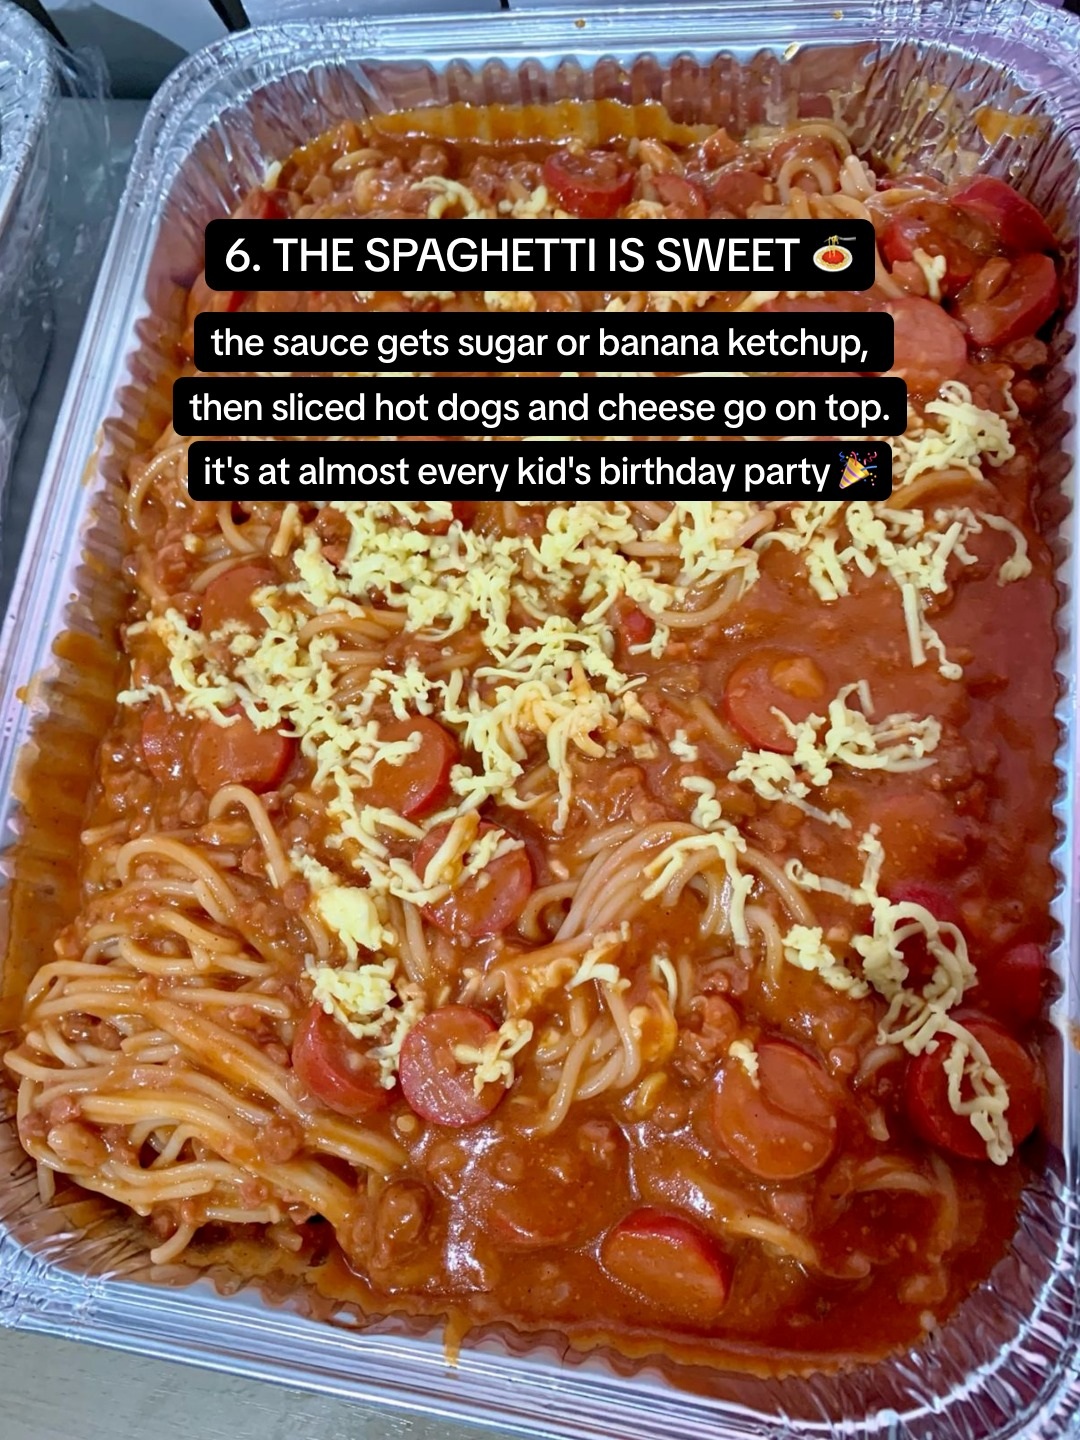 6. THE SPAGHETTI IS SWEET 🍝
the sauce gets sugar or banana ketchup,
then sliced hot dogs and cheese go on top.
it's at almost every kid's birthday party 🎉